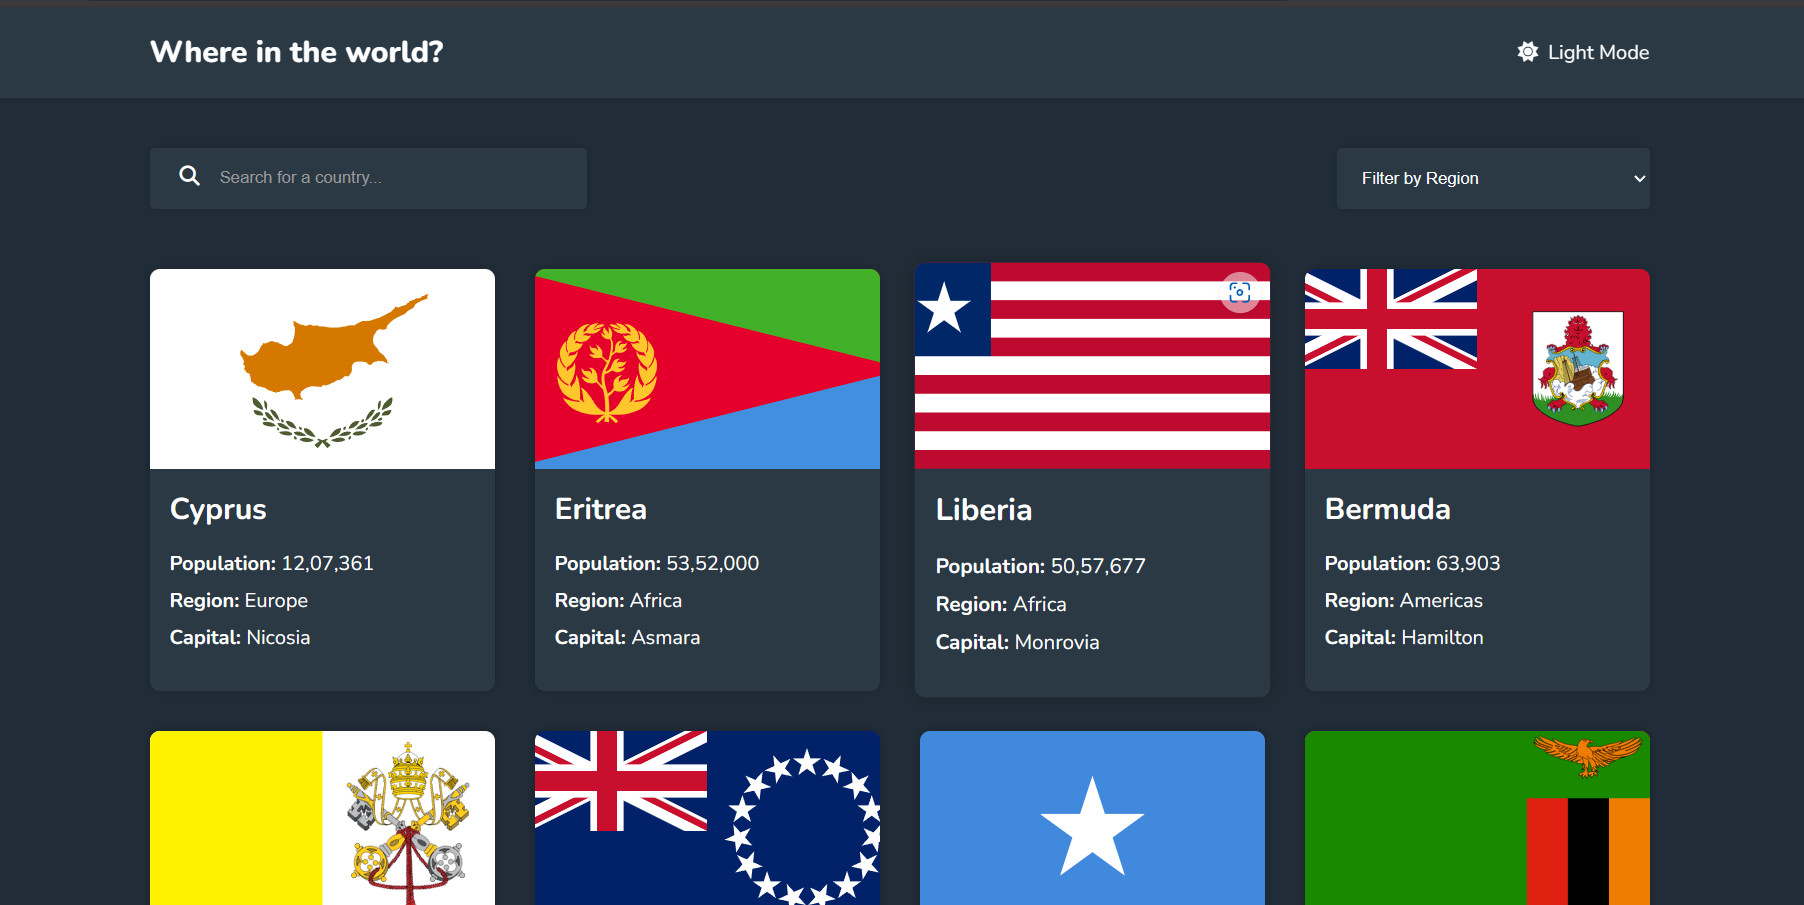 Where in the world?
Light Mode
Search for a country...
Filter by Region
Cyprus
Population: 12,07,361
Region: Europe
Capital: Nicosia
Eritrea
Population: 53,52,000
Region: Africa
Capital: Asmara
Liberia
Population: 50,57,677
Region: Africa
Capital: Monrovia
Bermuda
Population: 63,903
Region: Americas
Capital: Hamilton